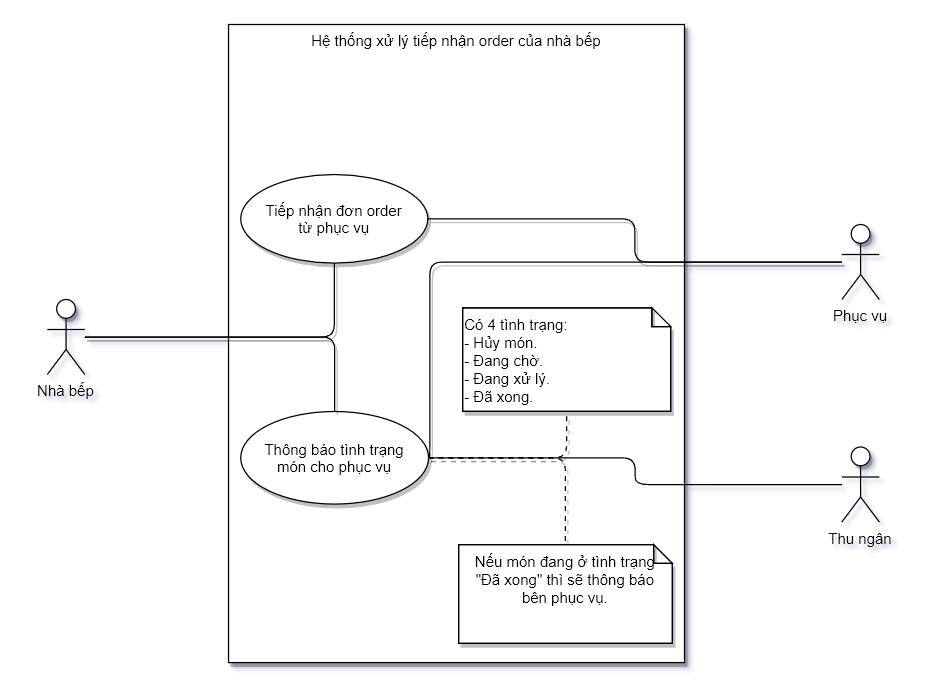 Hệ thống xử lý tiếp nhận order của nhà bếp
Tiếp nhận đơn order
từ phục vụ
Phục vụ
Có 4 tình trạng:
- Hủy món.
- Đang chờ.
- Đang xử lý.
- Đã xong.
Nhà bếp
Thông báo tình trạng
món cho phục vụ
Thu ngân
Nếu món đang ở tình trạng
"Đã xong" thì sẽ thông báo
bên phục vụ.